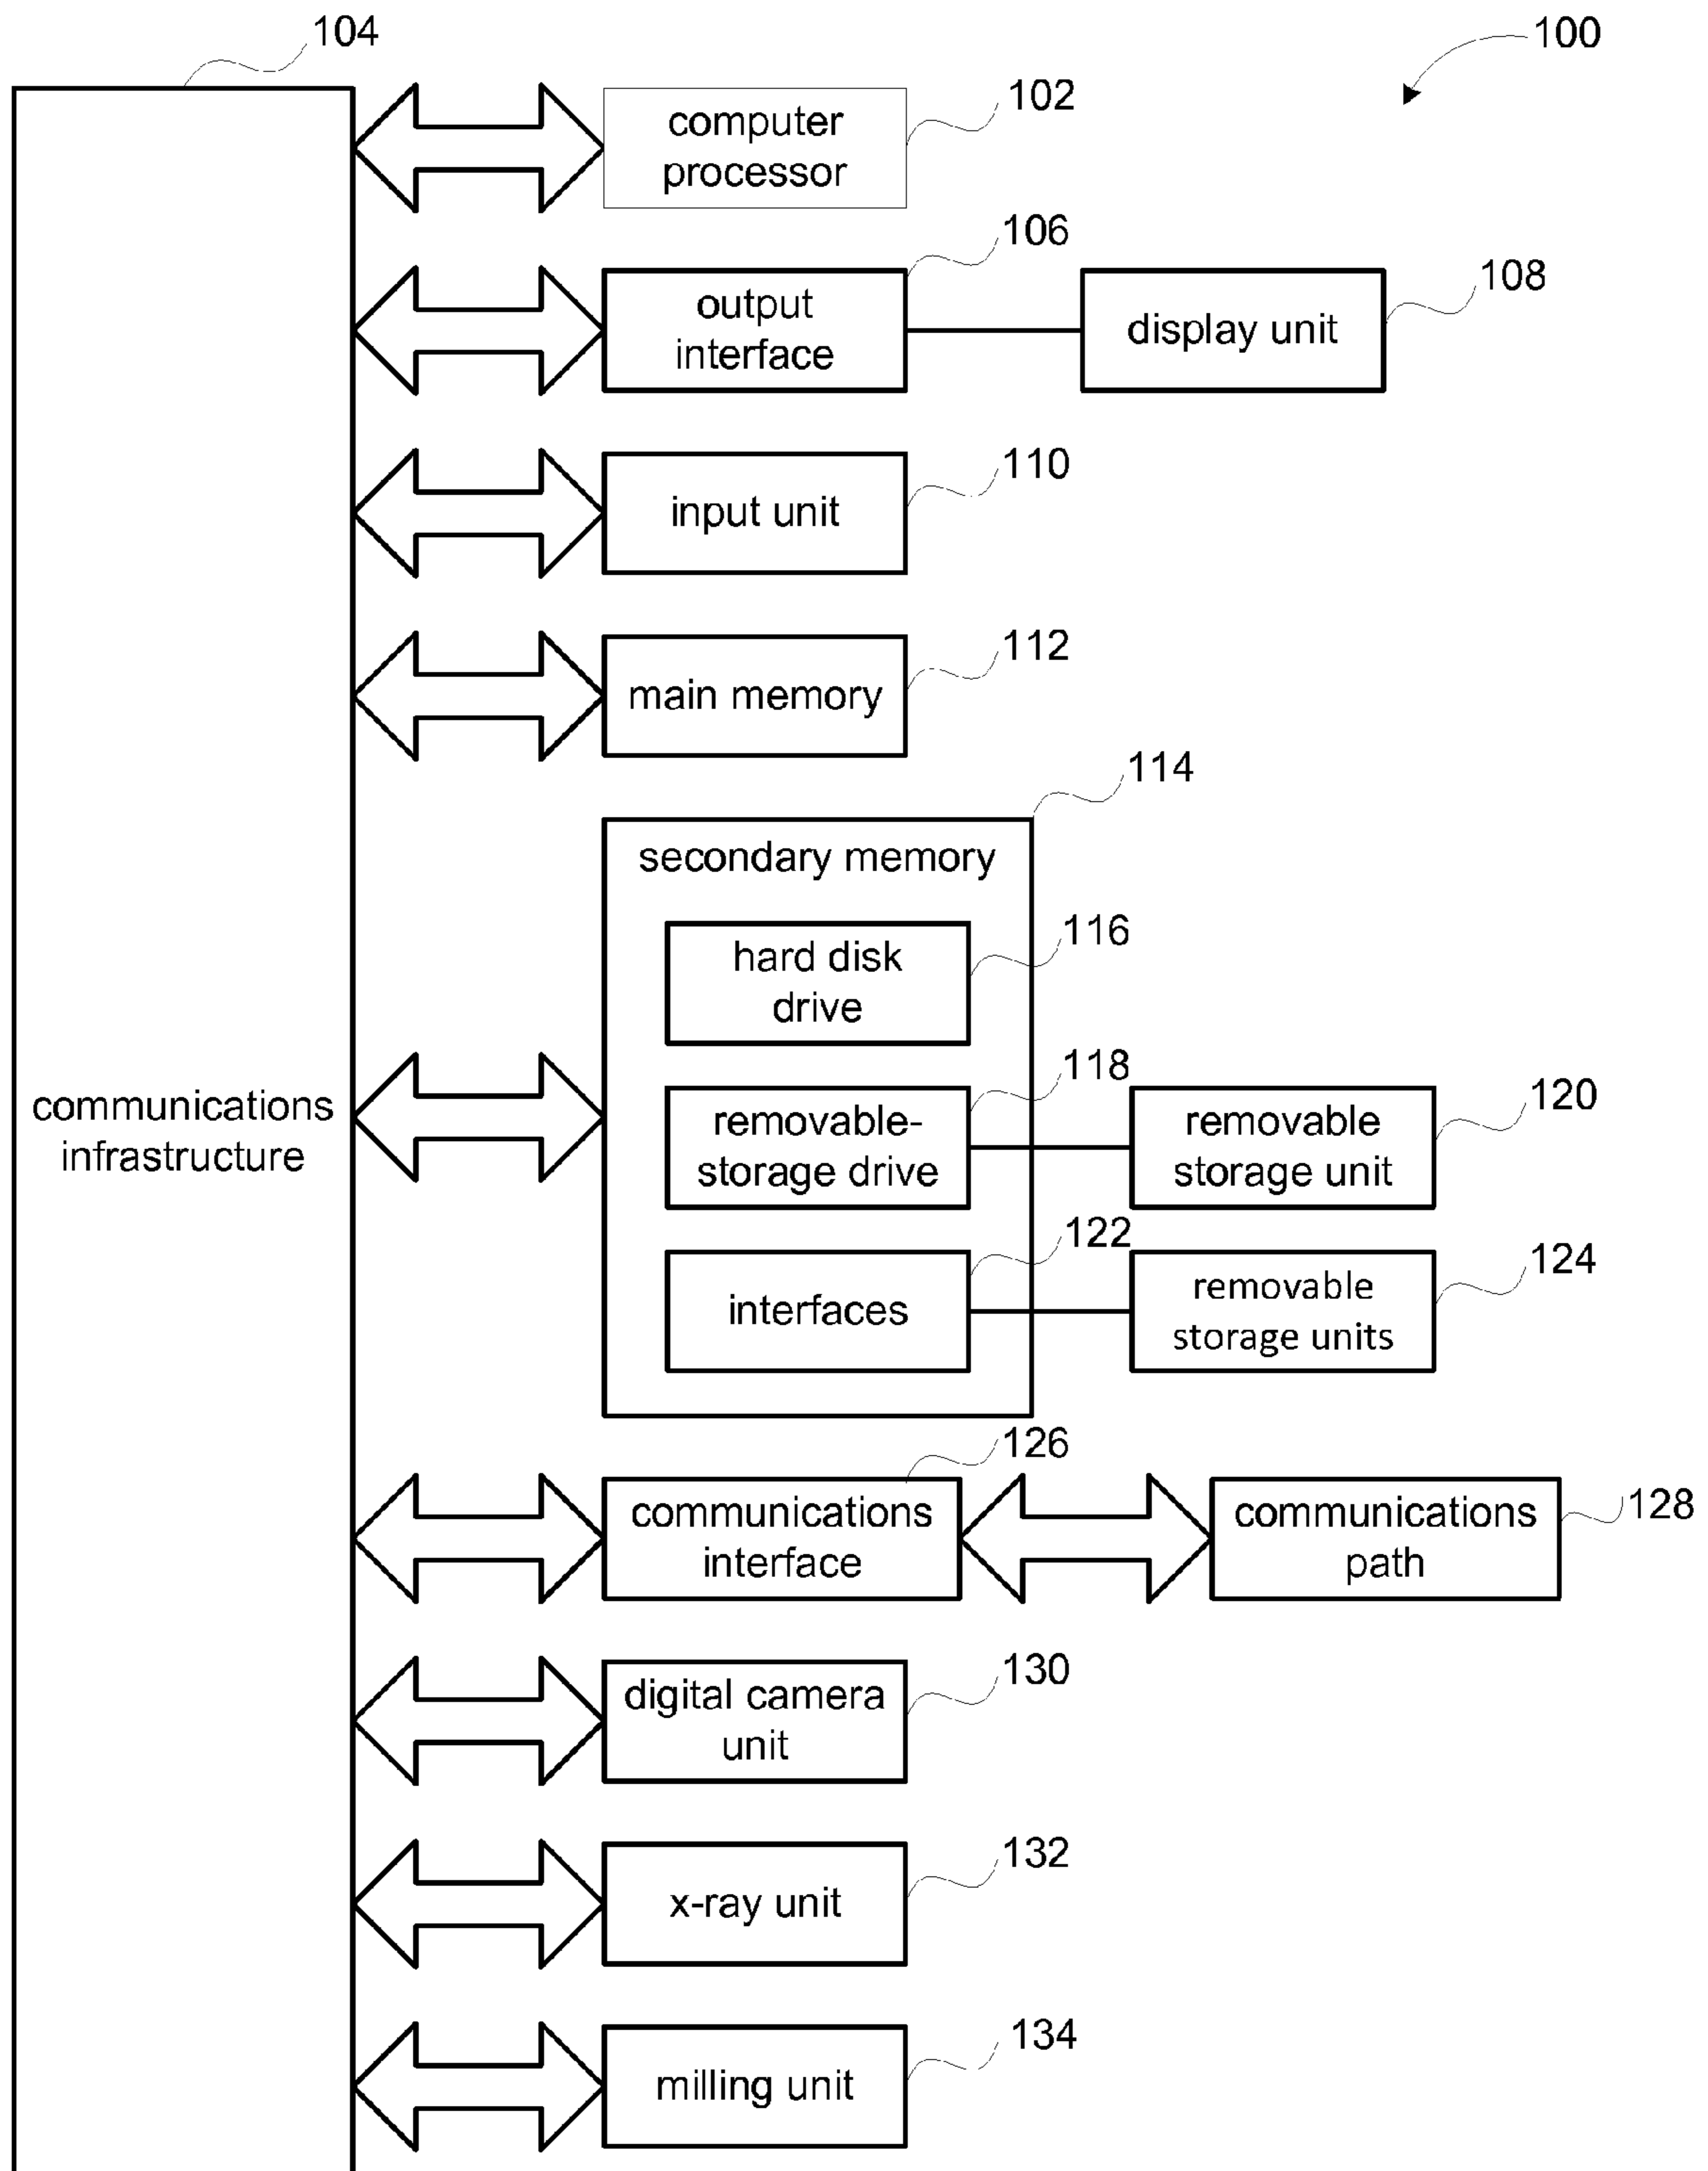 104
100
computer
processor
102
output
interface
106
display unit
108
input unit
110
main memory
112
secondary memory
114
hard disk
drive
116
communications
infrastructure
removable-
storage drive
118
removable
storage unit
120
interfaces
122
removable
storage units
124
communications
interface
126
communications
path
128
digital camera
unit
130
x-ray unit
132
milling unit
134